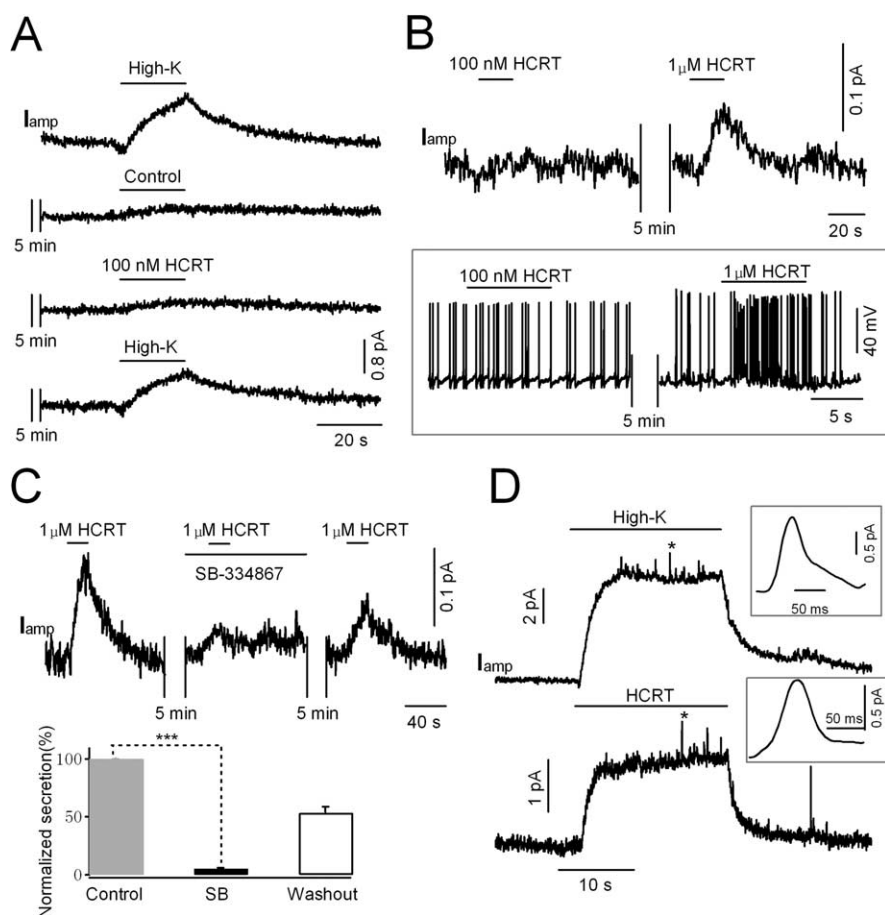 A
High-K
Iamp
Control
5 min
100 nM HCRT
5 min
High-K
0.8 pA
5 min
20 s
B
100 nM HCRT
1μM HCRT
0.1 pA
Iamp
5 min
20 s
100 nM HCRT
1μM HCRT
40 mV
5 min
5 s
C
1μM HCRT
1μM HCRT
1μM HCRT
SB-334867
0.1 pA
Iamp
5 min
5 min
40 s
Normalized secretion(%)
100
50
0
***
Control
SB
Washout
D
High-K
*
0.5 pA
50 ms
2 pA
Iamp
HCRT
*
50 ms
0.5 pA
1 pA
10 s